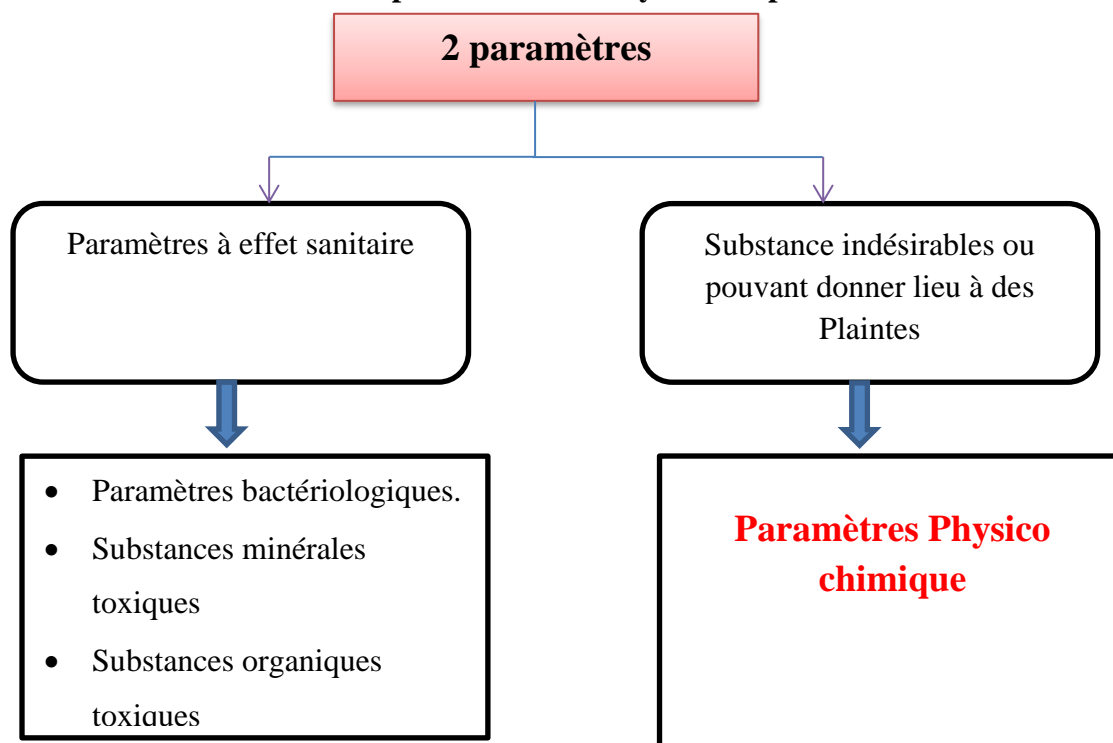 2 paramètres
Paramètres à effet sanitaire
Substance indésirables ou
pouvant donner lieu à des
Plaintes
• Paramètres bactériologiques.
• Substances minérales
toxiques
• Substances organiques
toxiques
Paramètres Physico
chimique